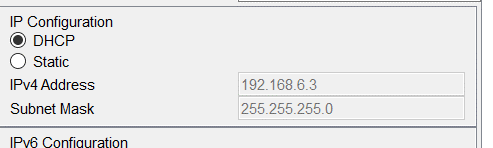 IP Configuration
DHCP
Static
IPv4 Address 192.168.6.3
Subnet Mask 255.255.255.0
IPv6 Configuration